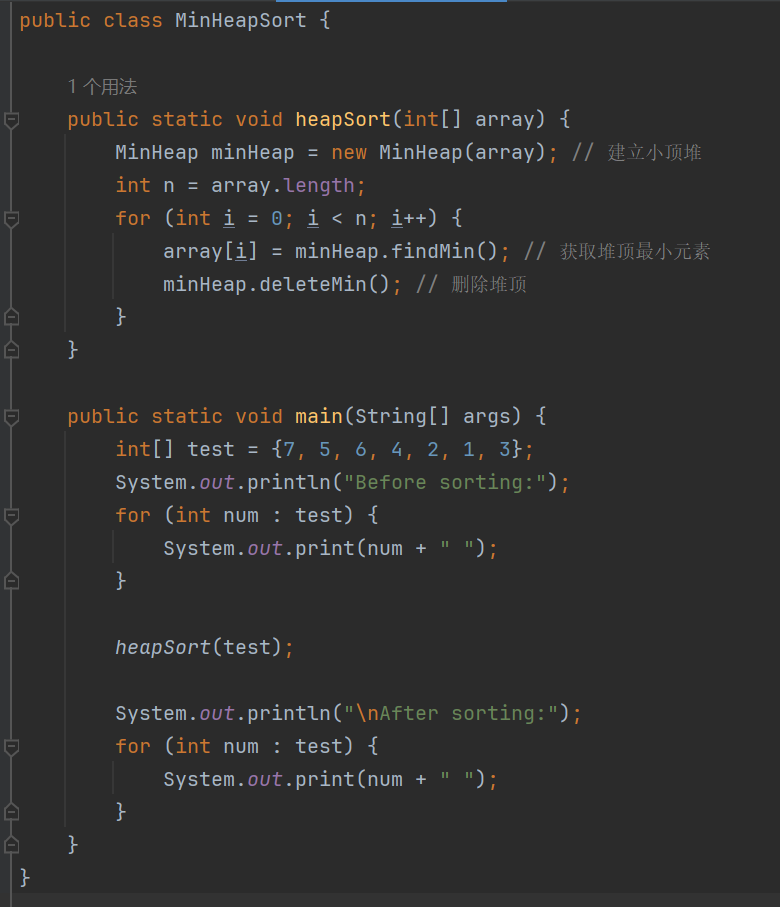 public class MinHeapSort {
1 个用法
public static void heapSort(int[] array) {
MinHeap minHeap = new MinHeap(array); // 建立小顶堆
int n = array.length;
for (int i = 0; i < n; i++) {
array[i] = minHeap.findMin(); // 获取堆顶最小元素
minHeap.deleteMin(); // 删除堆顶
}
}
public static void main(String[] args) {
int[] test = {7, 5, 6, 4, 2, 1, 3};
System.out.println("Before sorting:");
for (int num : test) {
System.out.print(num + " ");
}
heapSort(test);
System.out.println("\nAfter sorting:");
for (int num : test) {
System.out.print(num + " ");
}
}
}